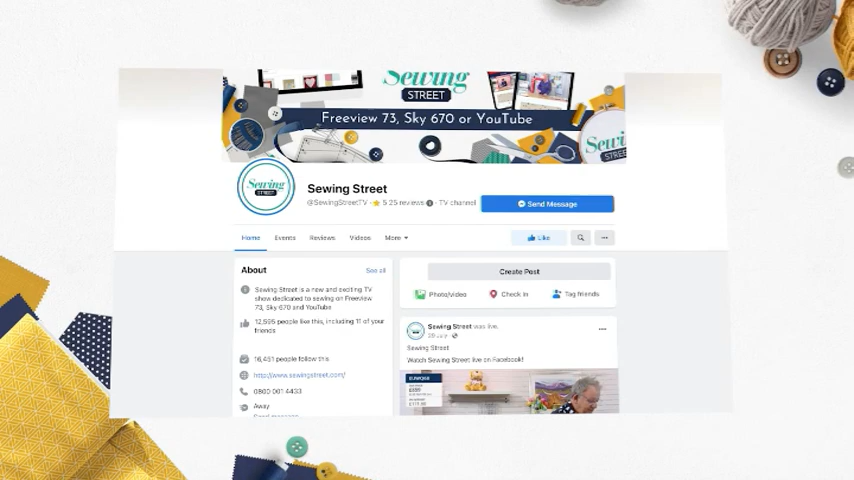 Sewing
STREET
Freeview 73, Sky 670 or YouTube
Sewing
STREET
Sewing Street
@SewingStreetTV · 5 25 reviews · TV channel
Send Message
Home Events Reviews Videos More
Like
About See all
Sewing Street is a new and exciting TV
show dedicated to sewing on Freeview
73, Sky 670 and YouTube
12,595 people like this, including 11 of your
friends
16,451 people follow this
http://www.sewingstreet.com/
0800 001 4433
Away
Send message
Create Post
Photo/video Check in Tag friends
Sewing Street was live.
Sewing Street
Watch Sewing Street live on Facebook!